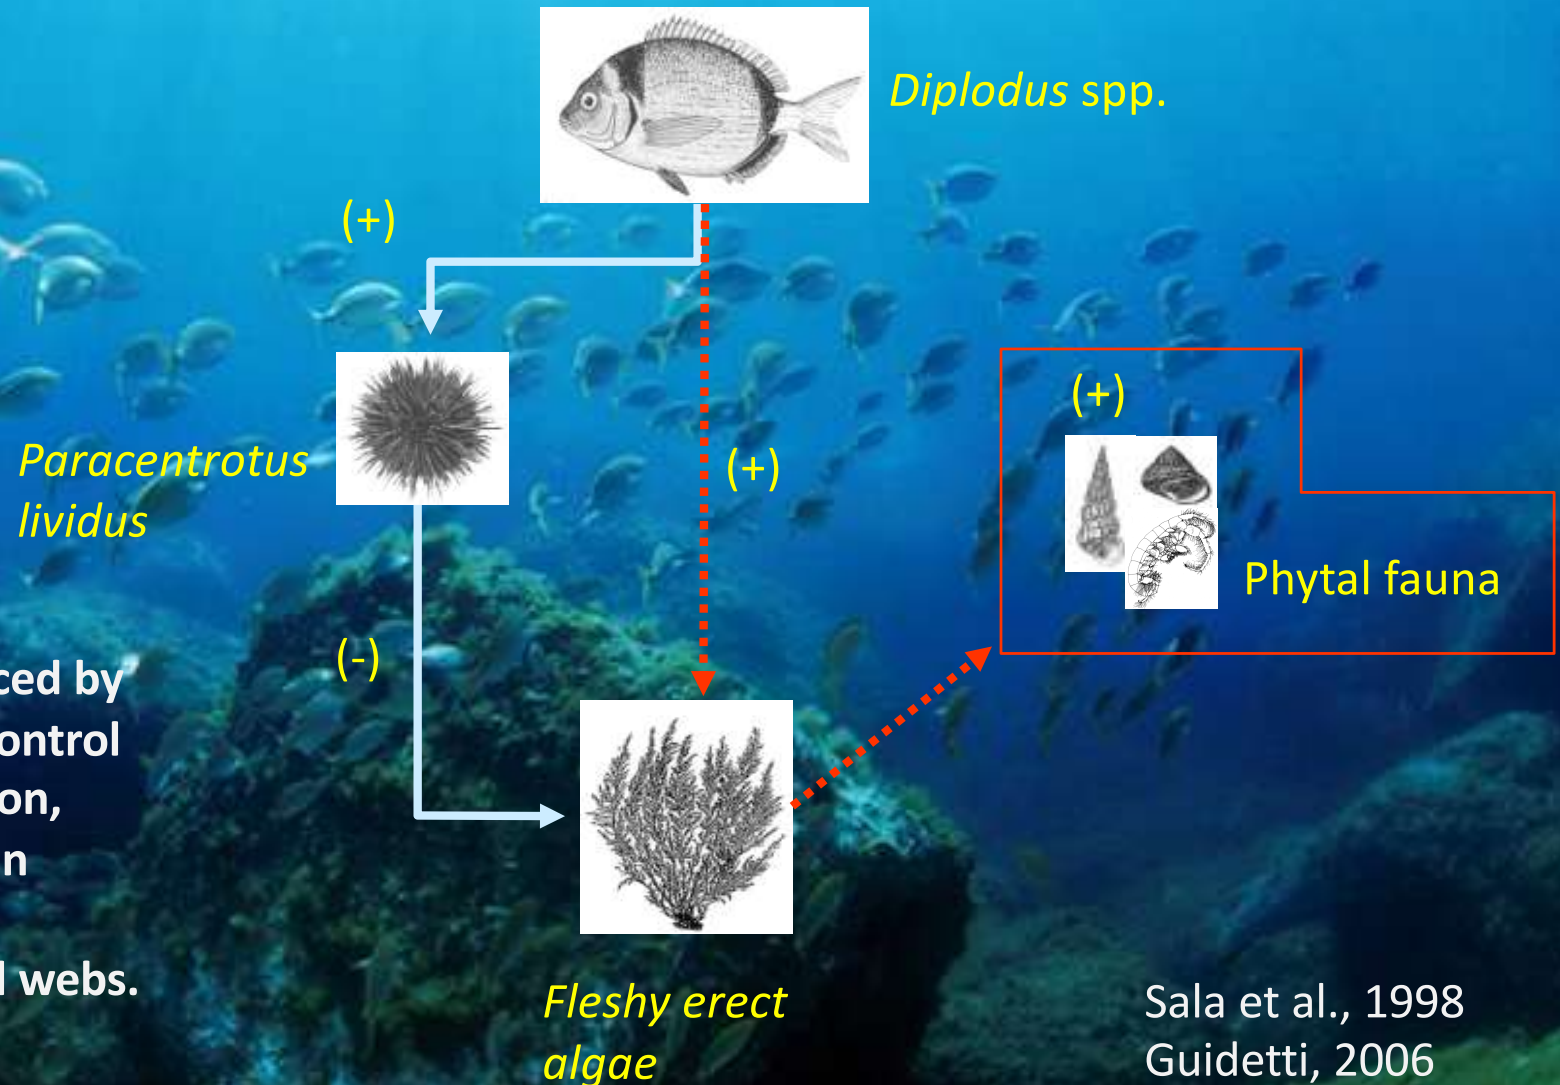 Diplodus spp.
(+)
(+)
Paracentrotus
lividus
(+)
Phytal fauna
(-)
ced by
ontrol
on,
n
l webs.
Fleshy erect
algae
Sala et al., 1998
Guidetti, 2006